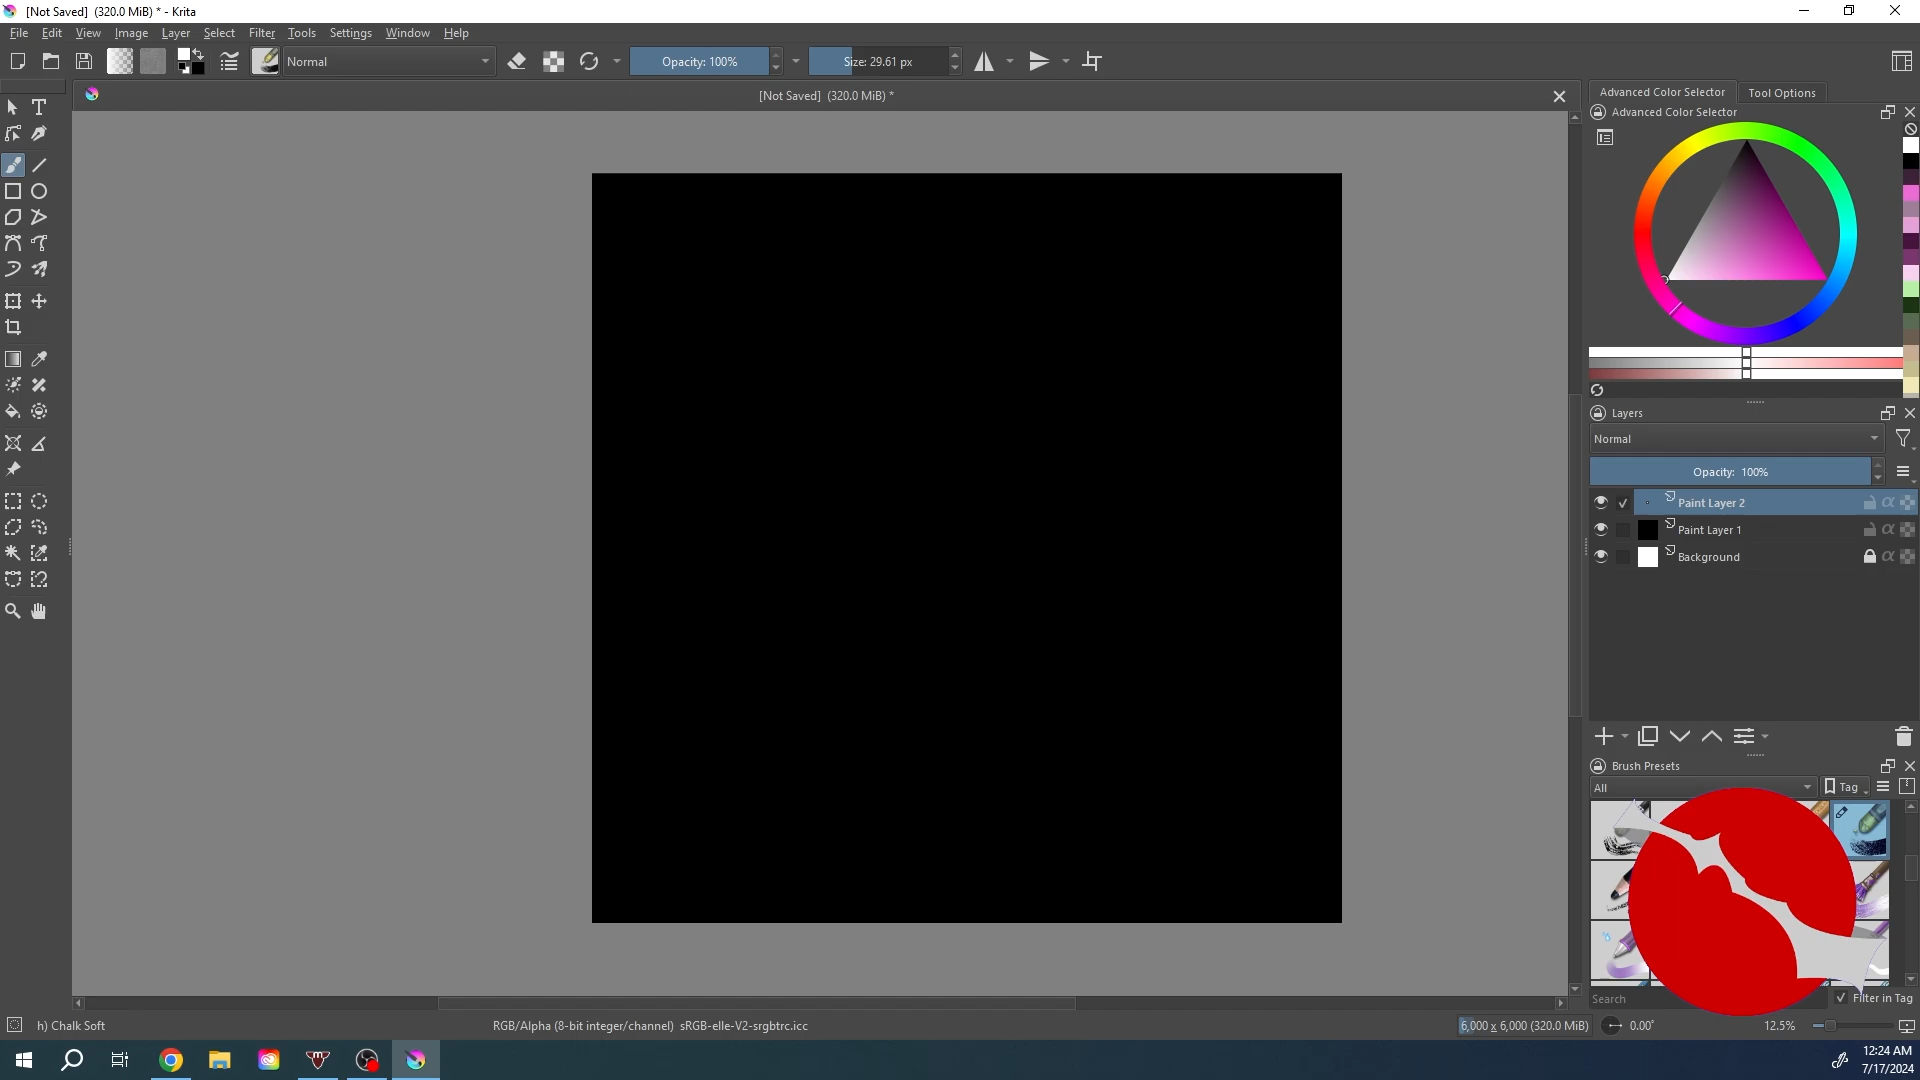 [Not Saved]  (320.0 MiB) * - Krita
File Edit View Image Layer Select Filter Tools Settings Window Help
Normal Opacity: 100% Size: 29.61 px
[Not Saved]  (320.0 MiB) *
Advanced Color Selector Tool Options
Advanced Color Selector
Layers
Normal
Opacity:  100%
Paint Layer 2
Paint Layer 1
Background
Brush Presets
All Tag
Search Filter in Tag
h) Chalk Soft RGB/Alpha (8-bit integer/channel)  sRGB-elle-V2-srgbtrc.icc 6,000 x 6,000 (320.0 MiB) 0.00° 12.5%
12:24 AM
7/17/2024